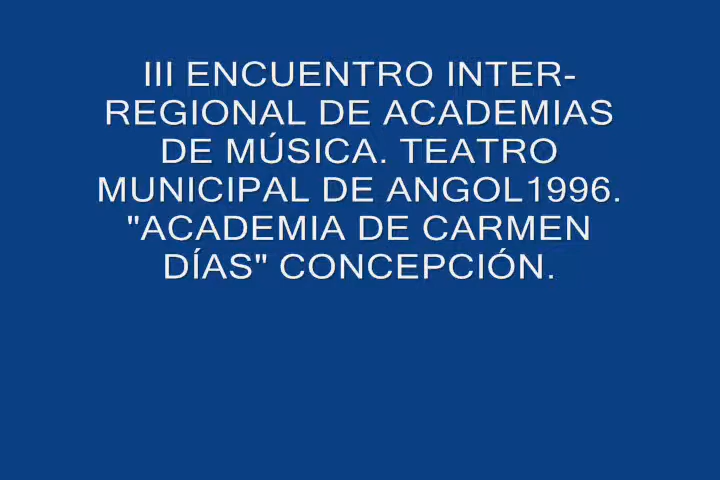 III ENCUENTRO INTER-
REGIONAL DE ACADEMIAS
DE MÚSICA. TEATRO
MUNICIPAL DE ANGOL1996.
"ACADEMIA DE CARMEN
DÍAS" CONCEPCIÓN.